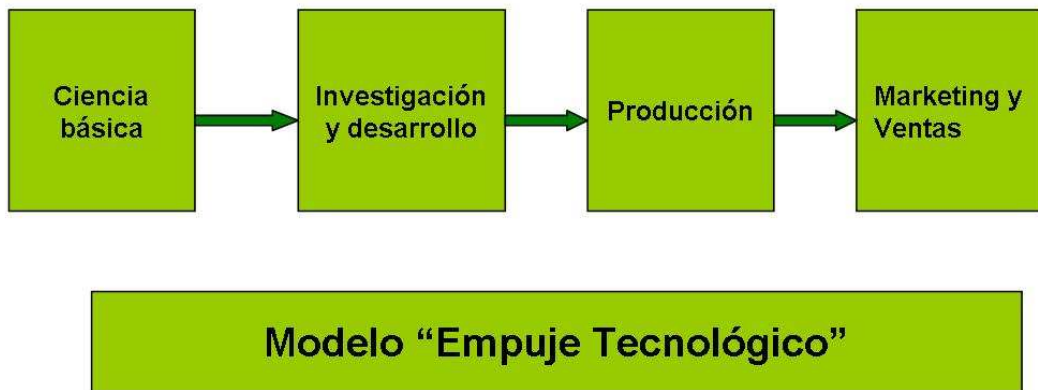 Ciencia
básica
Investigación
y desarrollo
Producción
Marketing y
Ventas
Modelo “Empuje Tecnológico”